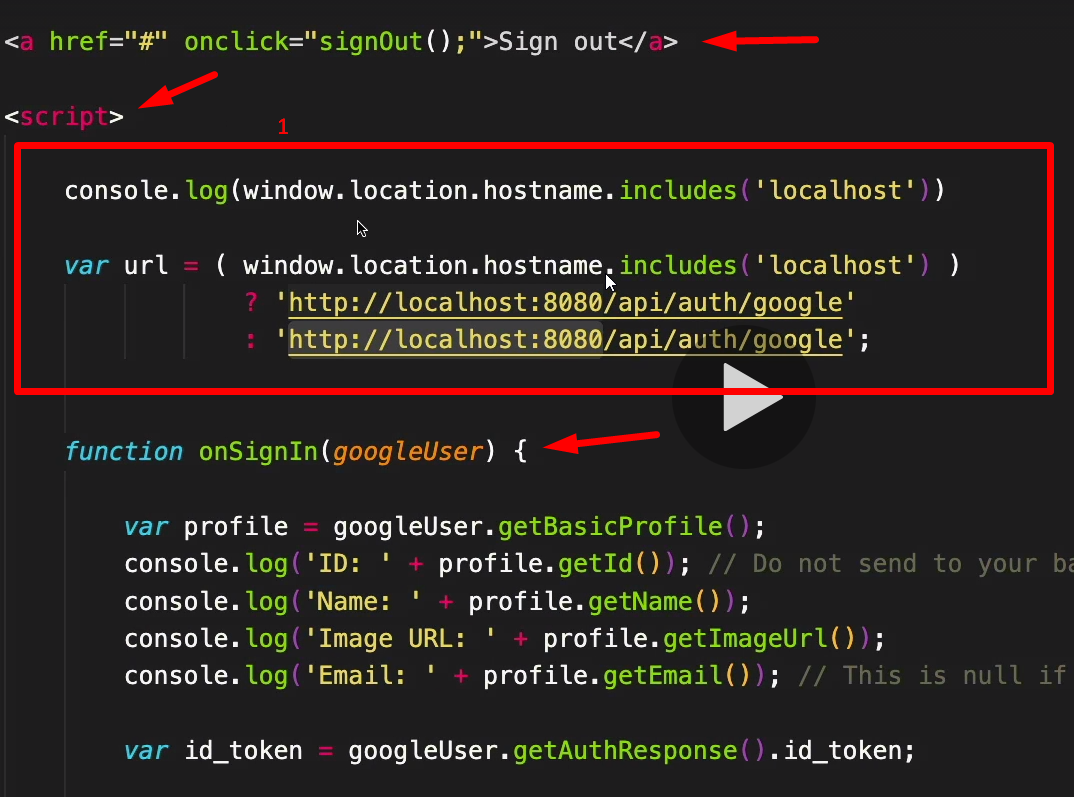 <a href="#" onclick="signOut();">Sign out</a>
<script>
1
console.log(window.location.hostname.includes('localhost'))
var url = ( window.location.hostname.includes('localhost') )
? 'http://localhost:8080/api/auth/google'
: 'http://localhost:8080/api/auth/google';
function onSignIn(googleUser) {
var profile = googleUser.getBasicProfile();
console.log('ID: ' + profile.getId()); // Do not send to your ba
console.log('Name: ' + profile.getName());
console.log('Image URL: ' + profile.getImageUrl());
console.log('Email: ' + profile.getEmail()); // This is null if
var id_token = googleUser.getAuthResponse().id_token;